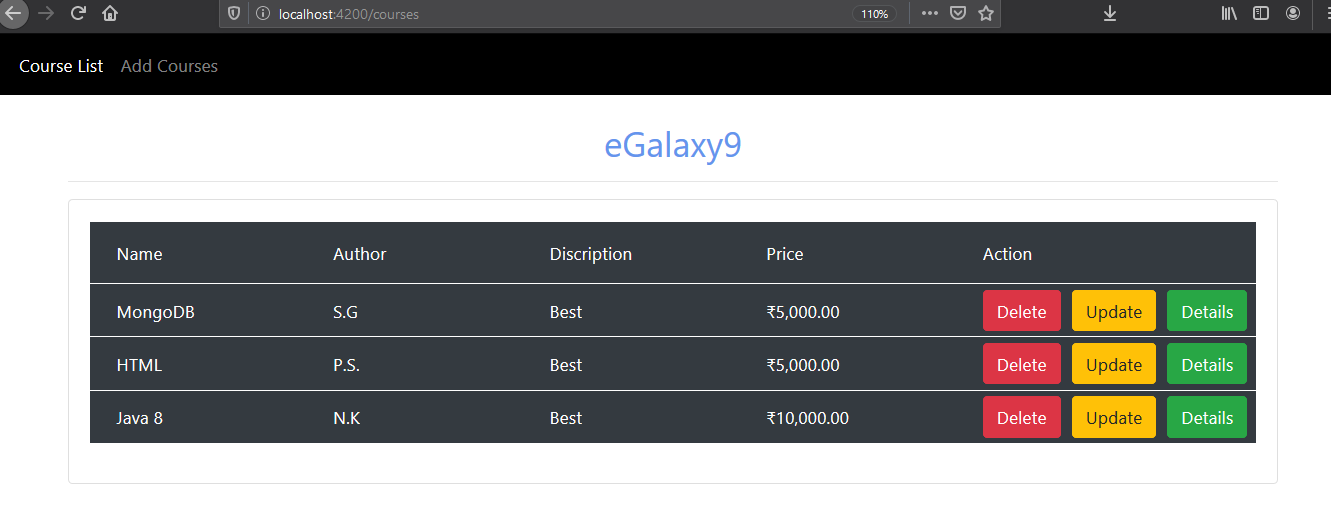 localhost:4200/courses 110%
Course List Add Courses
eGalaxy9
Name Author Discription Price Action
MongoDB S.G Best ₹5,000.00 Delete Update Details
HTML P.S. Best ₹5,000.00 Delete Update Details
Java 8 N.K Best ₹10,000.00 Delete Update Details